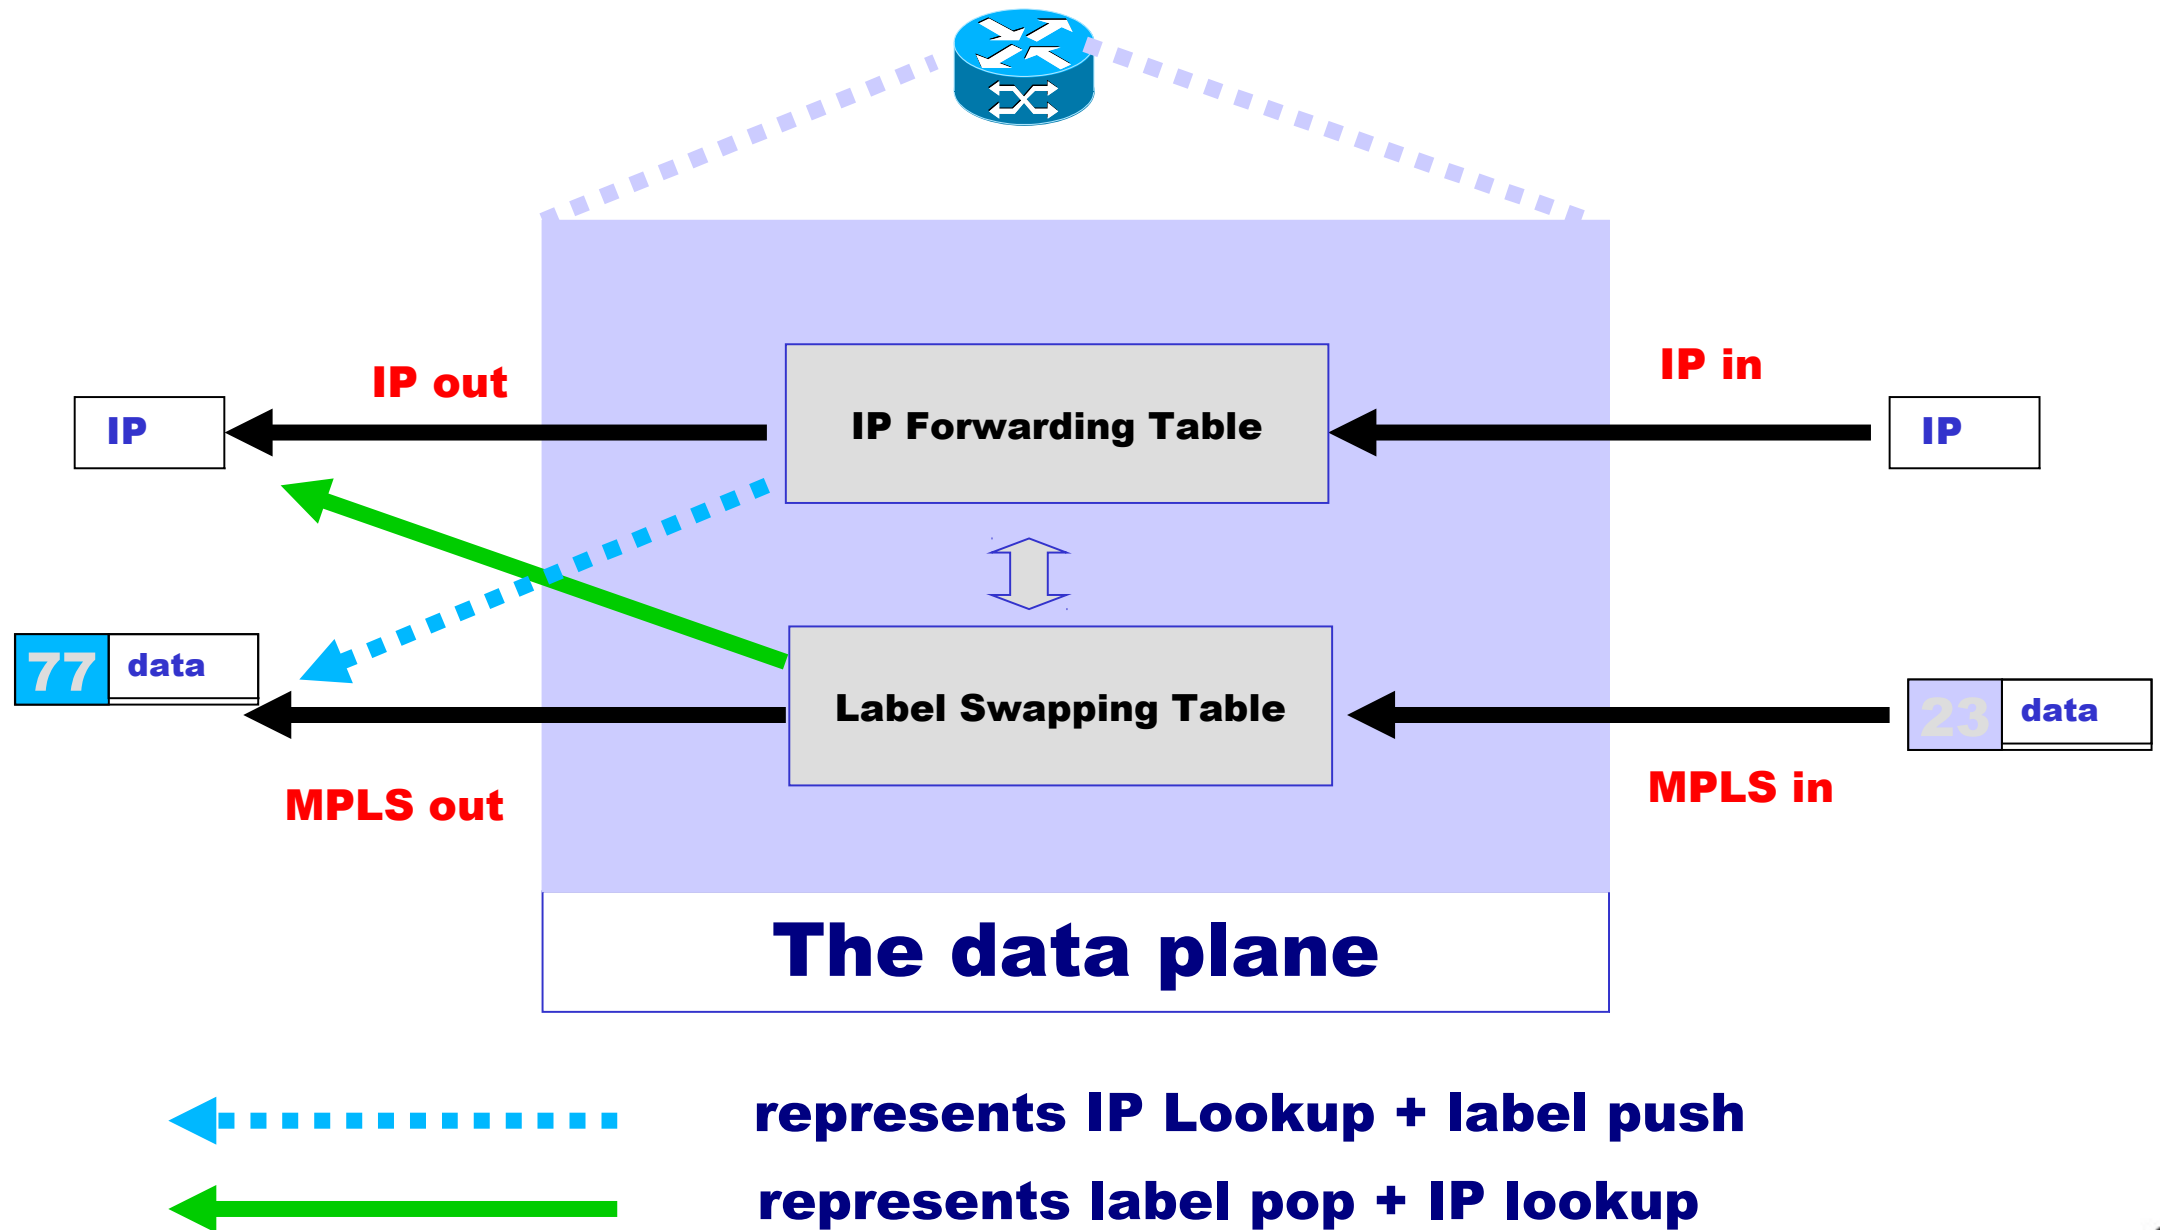 IP out
IP in
IP
IP Forwarding Table
IP
77 data
Label Swapping Table
23 data
MPLS out
MPLS in
The data plane
represents IP Lookup + label push
represents label pop + IP lookup